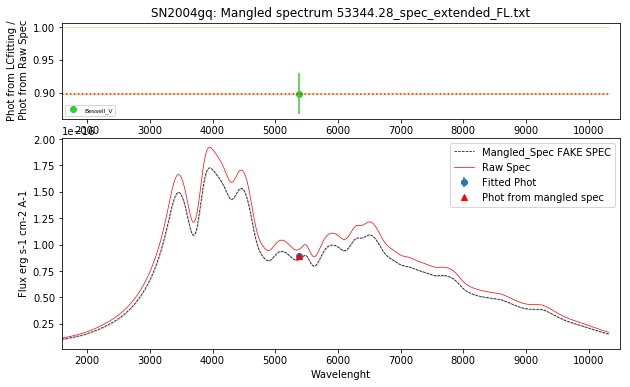 SN2004gq: Mangled spectrum 53344.28_spec_extended_FL.txt
Phot from LCfitting /
Phot from Raw Spec
1.00
0.95
0.90
Bessell_V
2000 3000 4000 5000 6000 7000 8000 9000 10000
1e−16
2.00
1.75
1.50
1.25
1.00
0.75
0.50
0.25
Flux erg s-1 cm-2 A-1
Mangled_Spec FAKE SPEC
Raw Spec
Fitted Phot
Phot from mangled spec
2000 3000 4000 5000 6000 7000 8000 9000 10000
Wavelenght